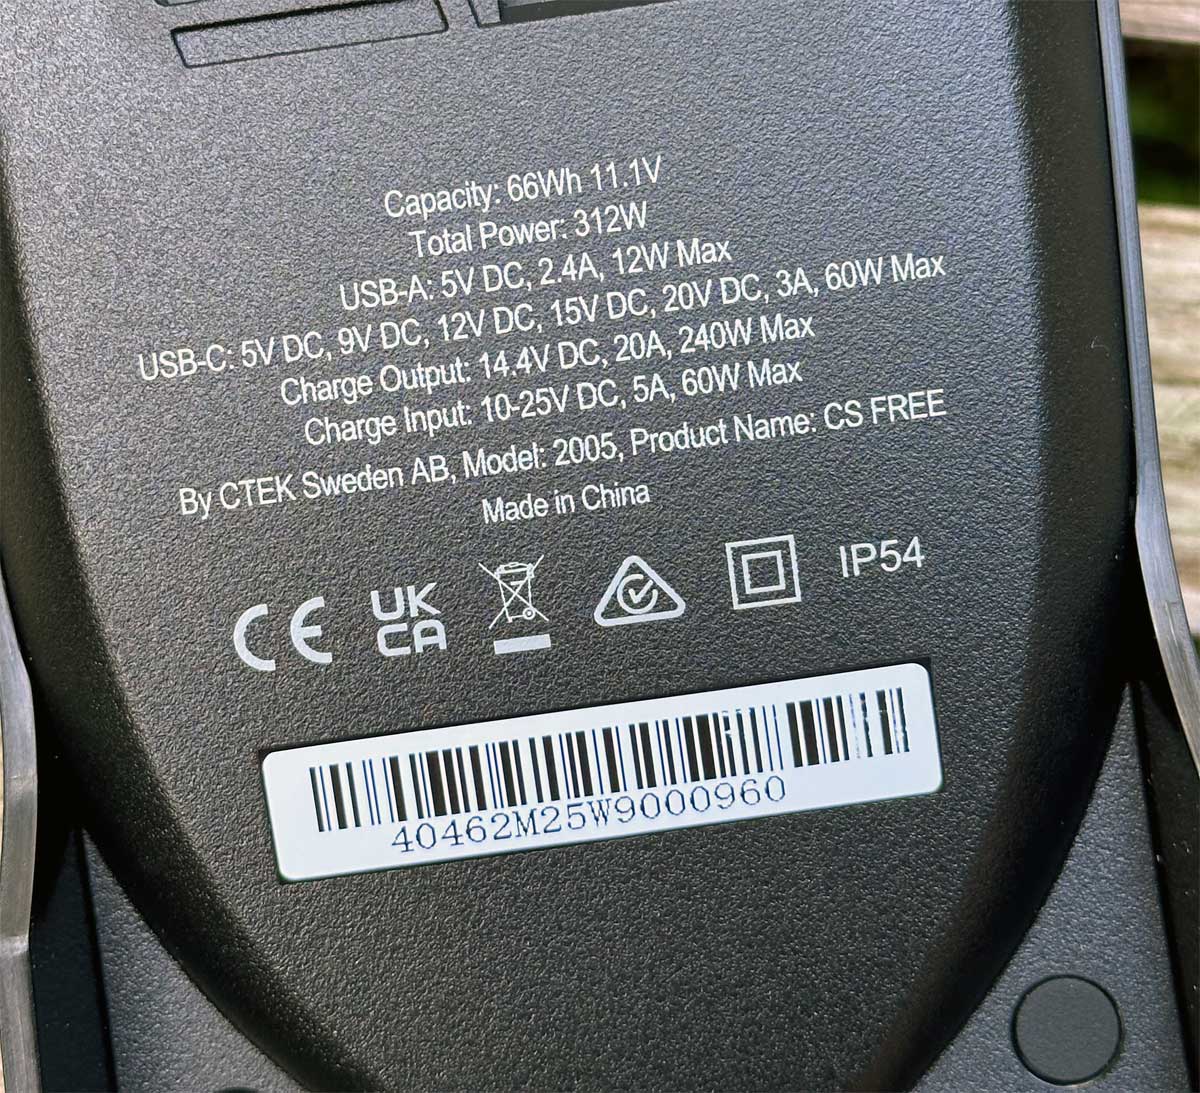 Capacity: 66Wh 11.1V
Total Power: 312W
USB-A: 5V DC, 2.4A, 12W Max
USB-C: 5V DC, 9V DC, 12V DC, 15V DC, 20V DC, 3A, 60W Max
Charge Output: 14.4V DC, 20A, 240W Max
Charge Input: 10-25V DC, 5A, 60W Max
By CTEK Sweden AB, Model: 2005, Product Name: CS FREE
Made in China
CE UK CA IP54
40462M25W9000960